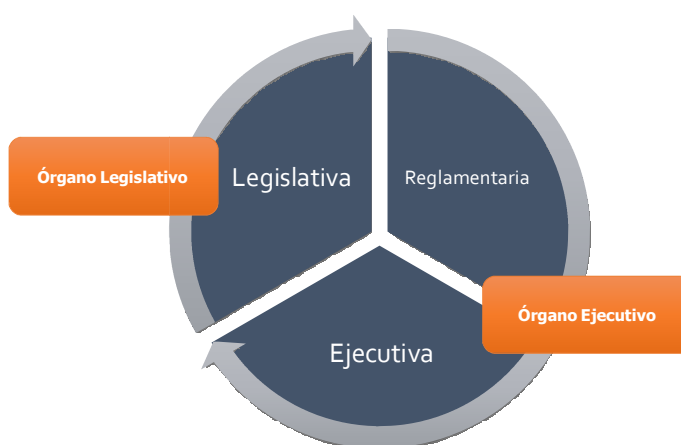 Órgano Legislativo
Legislativa
Reglamentaria
Órgano Ejecutivo
Ejecutiva